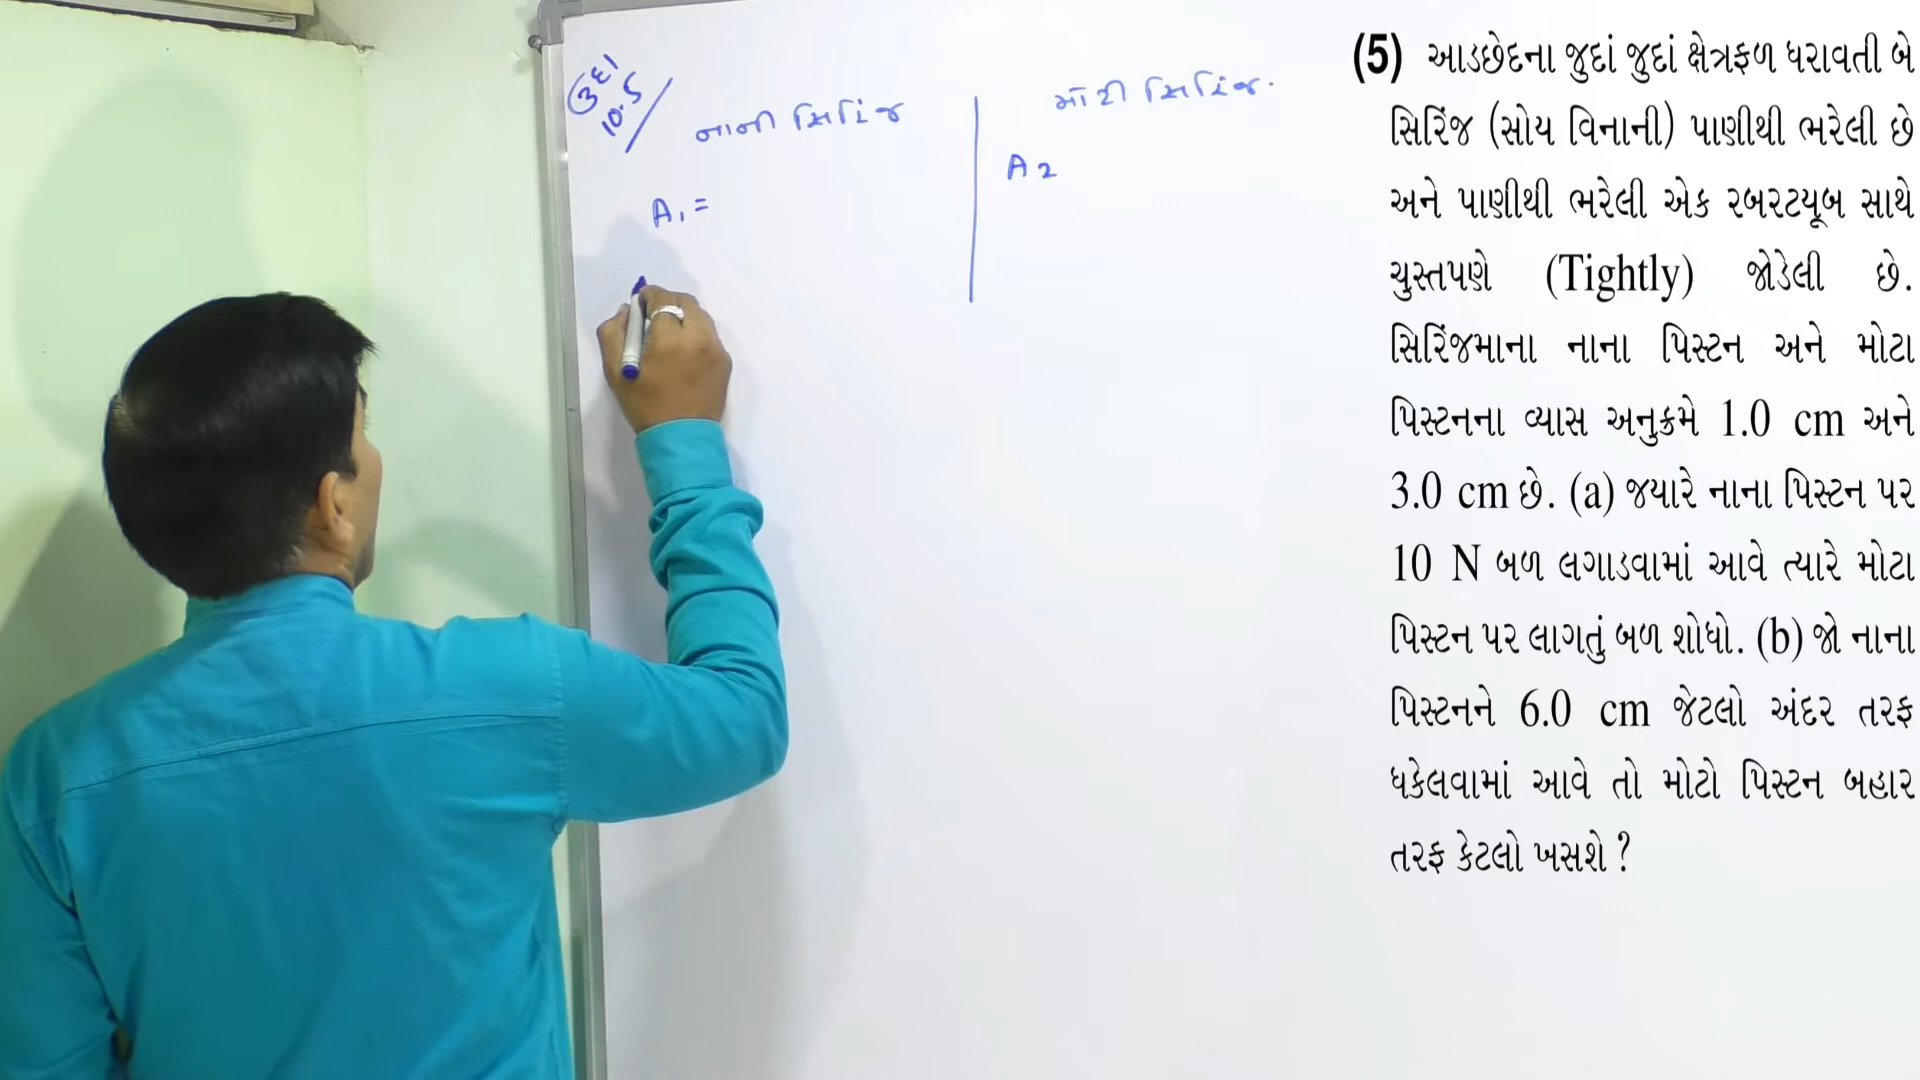 ઉદા
10.5
નાની સિરિંજ
મોટી સિરિંજ.
A1 =
A2
(5) આડછેદના જુદાં જુદાં ક્ષેત્રફળ ધરાવતી બે
સિરિંજ (સોય વિનાની) પાણીથી ભરેલી છે
અને પાણીથી ભરેલી એક રબરટ્યૂબ સાથે
ચુસ્તપણે (Tightly) જોડેલી છે.
સિરિંજમાના નાના પિસ્ટન અને મોટા
પિસ્ટનના વ્યાસ અનુક્રમે 1.0 cm અને
3.0 cm છે. (a) જયારે નાના પિસ્ટન પર
10 N બળ લગાડવામાં આવે ત્યારે મોટા
પિસ્ટન પર લાગતું બળ શોધો. (b) જો નાના
પિસ્ટનને 6.0 cm જેટલો અંદર તરફ
ધકેલવામાં આવે તો મોટો પિસ્ટન બહાર
તરફ કેટલો ખસશે ?